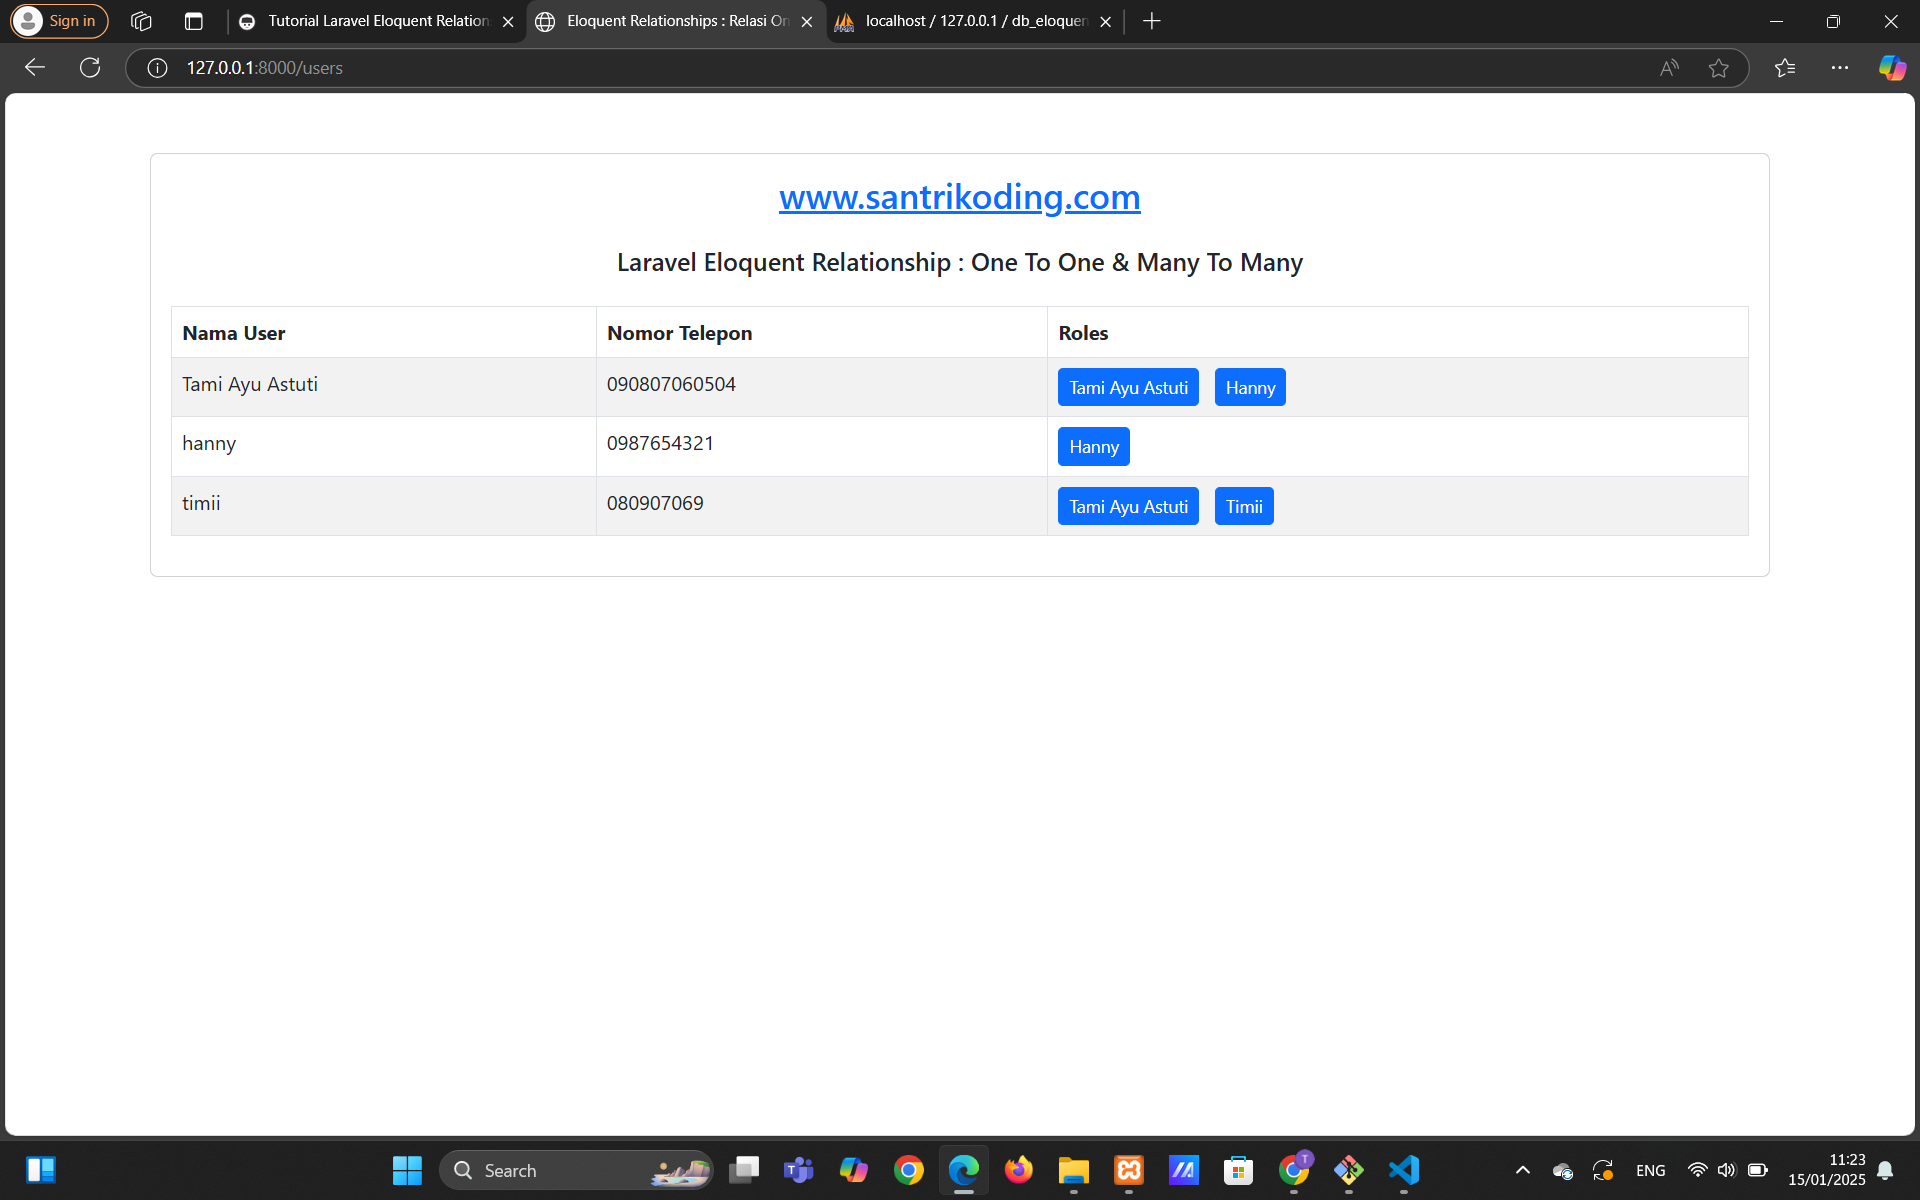 Sign in
Tutorial Laravel Eloquent Relation
Eloquent Relationships : Relasi On
localhost / 127.0.0.1 / db_eloquen
127.0.0.1:8000/users
www.santrikoding.com
Laravel Eloquent Relationship : One To One & Many To Many
Nama User Nomor Telepon Roles
Tami Ayu Astuti 090807060504 Tami Ayu Astuti Hanny
hanny 0987654321 Hanny
timii 080907069 Tami Ayu Astuti Timii
Search
T
ENG
11:23
15/01/2025